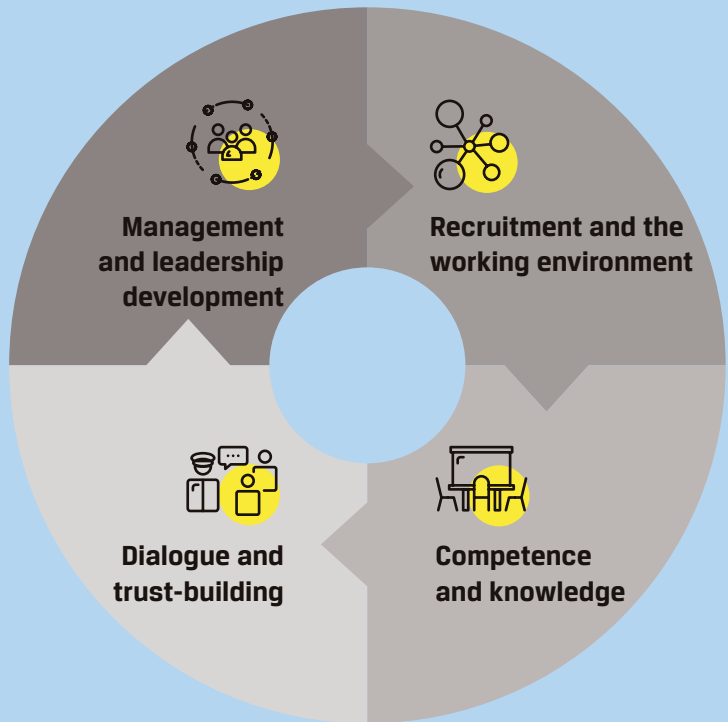 Management
and leadership
development
Recruitment and the
working environment
Dialogue and
trust-building
Competence
and knowledge